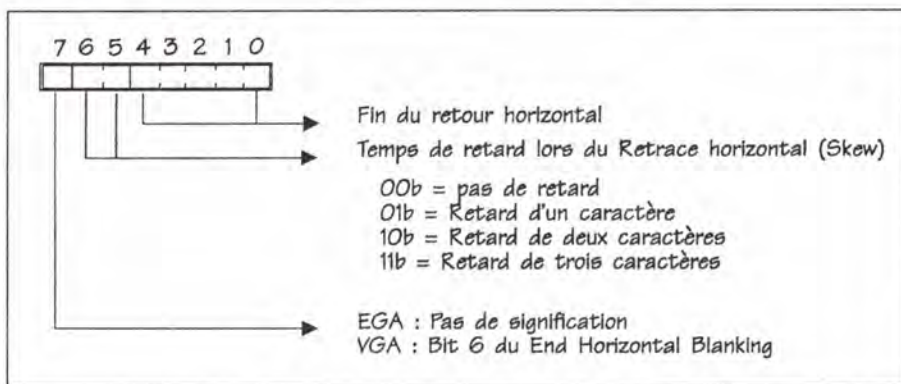 7 6 5 4 3 2 1 0
Fin du retour horizontal
Temps de retard lors du Retrace horizontal (Skew)
00b = pas de retard
01b = Retard d'un caractère
10b = Retard de deux caractères
11b = Retard de trois caractères
EGA : Pas de signification
VGA : Bit 6 du End Horizontal Blanking